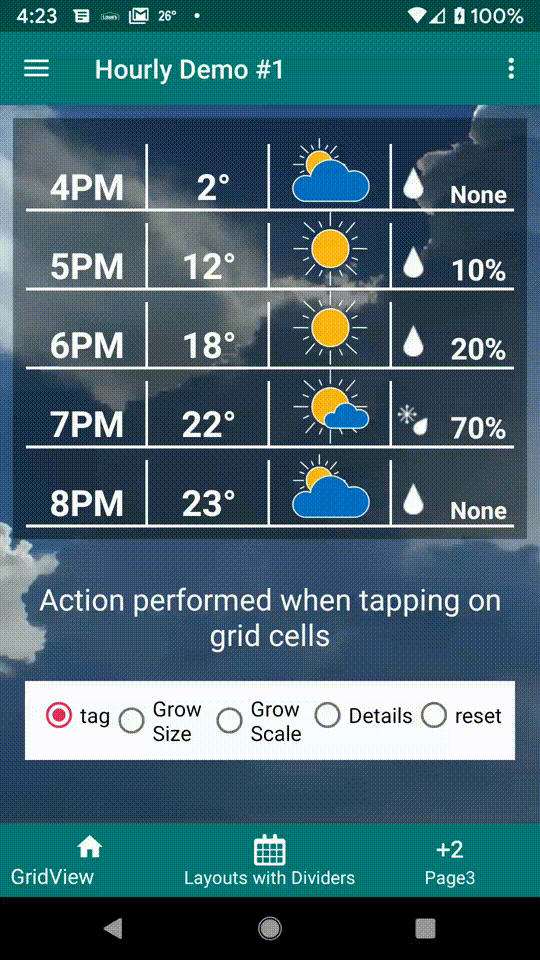 4:23 Lowe's 26° 100%
Hourly Demo #1
4PM 2° None
5PM 12° 10%
6PM 18° 20%
7PM 22° 70%
8PM 23° None
Action performed when tapping on
grid cells
tag Grow Size Grow Scale Details reset
GridView Layouts with Dividers +2 Page3